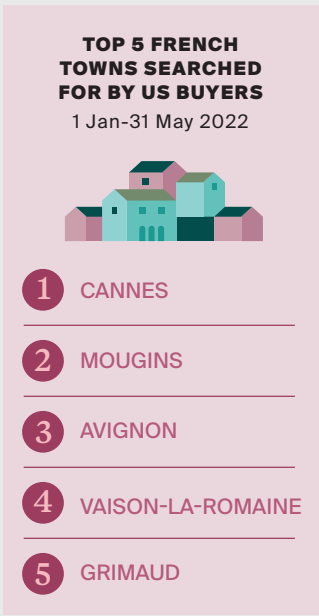 TOP 5 FRENCH
TOWNS SEARCHED
FOR BY US BUYERS
1 Jan-31 May 2022
1 CANNES
2 MOUGINS
3 AVIGNON
4 VAISON-LA-ROMAINE
5 GRIMAUD